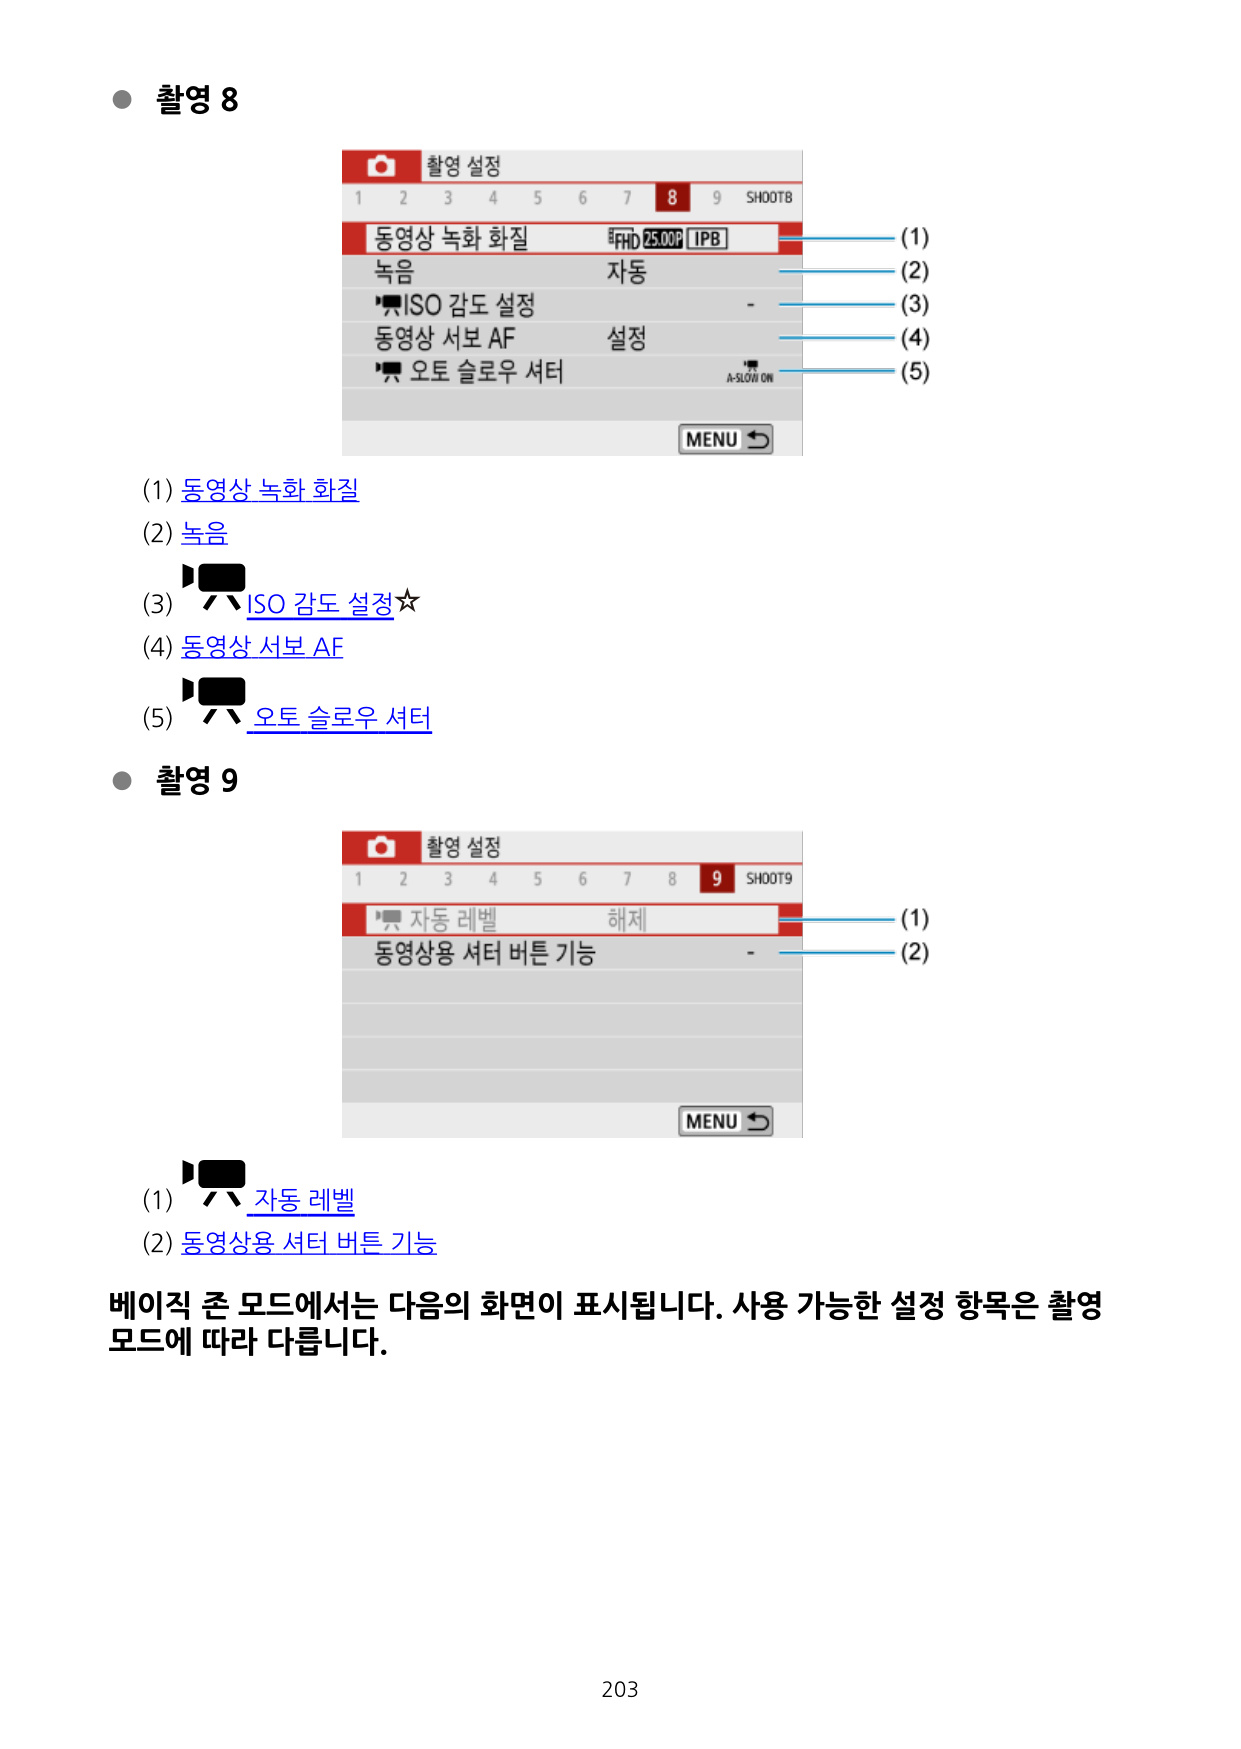 ● 촬영 8
촬영 설정
1 2 3 4 5 6 7 8 9 SHOOT8
동영상 녹화 화질 FHD 25.00P IPB (1)
녹음 자동 (2)
ISO 감도 설정 - (3)
동영상 서보 AF 설정 (4)
오토 슬로우 셔터 A-SLOW ON (5)
MENU
(1) 동영상 녹화 화질
(2) 녹음
(3) ISO 감도 설정☆
(4) 동영상 서보 AF
(5) 오토 슬로우 셔터
● 촬영 9
촬영 설정
1 2 3 4 5 6 7 8 9 SHOOT9
자동 레벨 해제 (1)
동영상용 셔터 버튼 기능 - (2)
MENU
(1) 자동 레벨
(2) 동영상용 셔터 버튼 기능
베이직 존 모드에서는 다음의 화면이 표시됩니다. 사용 가능한 설정 항목은 촬영
모드에 따라 다릅니다.
203